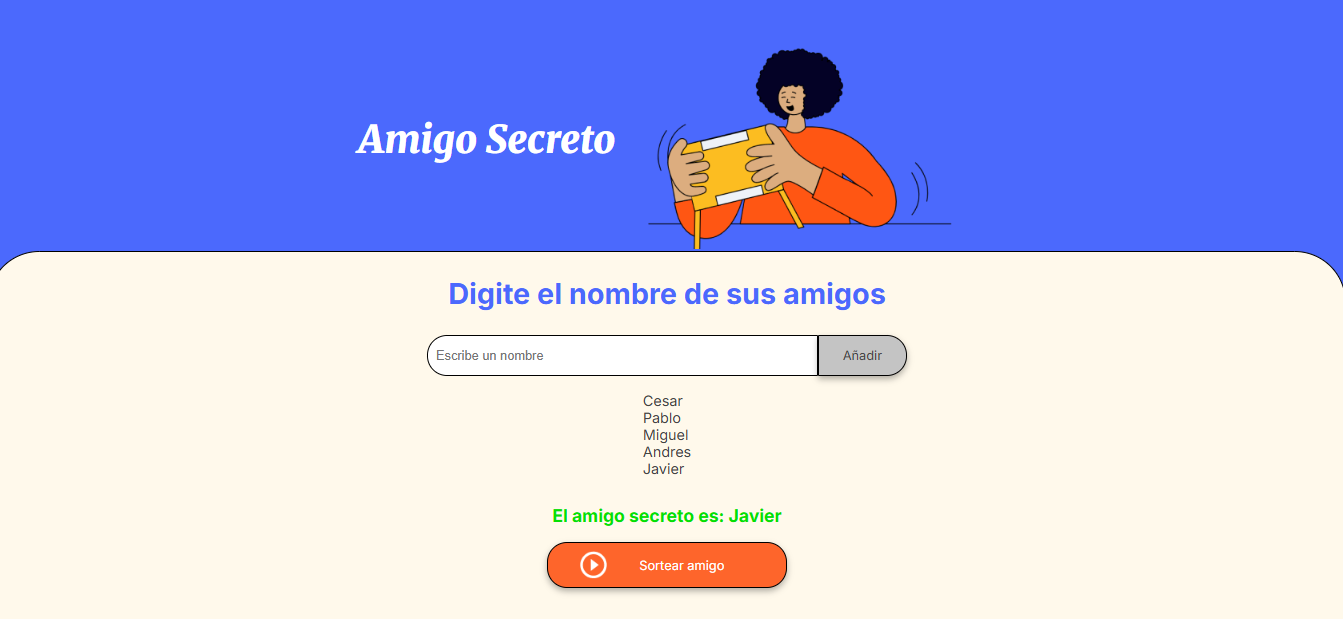 Amigo Secreto
Digite el nombre de sus amigos
Escribe un nombre
Añadir
Cesar
Pablo
Miguel
Andres
Javier
El amigo secreto es: Javier
Sortear amigo